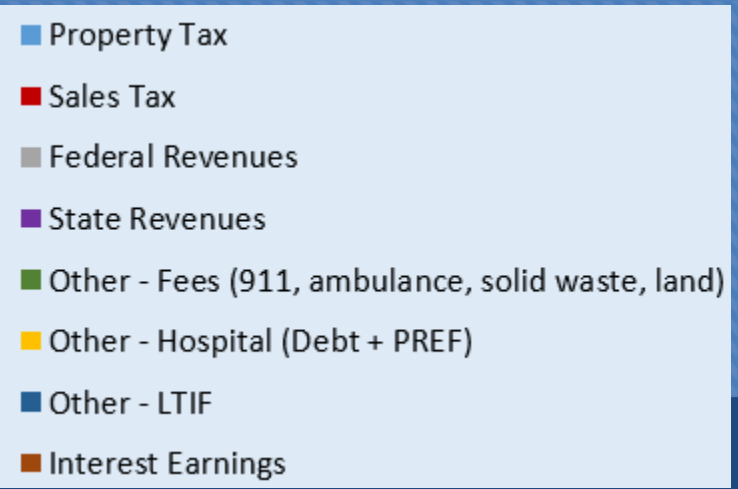 Property Tax
Sales Tax
Federal Revenues
State Revenues
Other - Fees (911, ambulance, solid waste, land)
Other - Hospital (Debt + PREF)
Other - LTIF
Interest Earnings